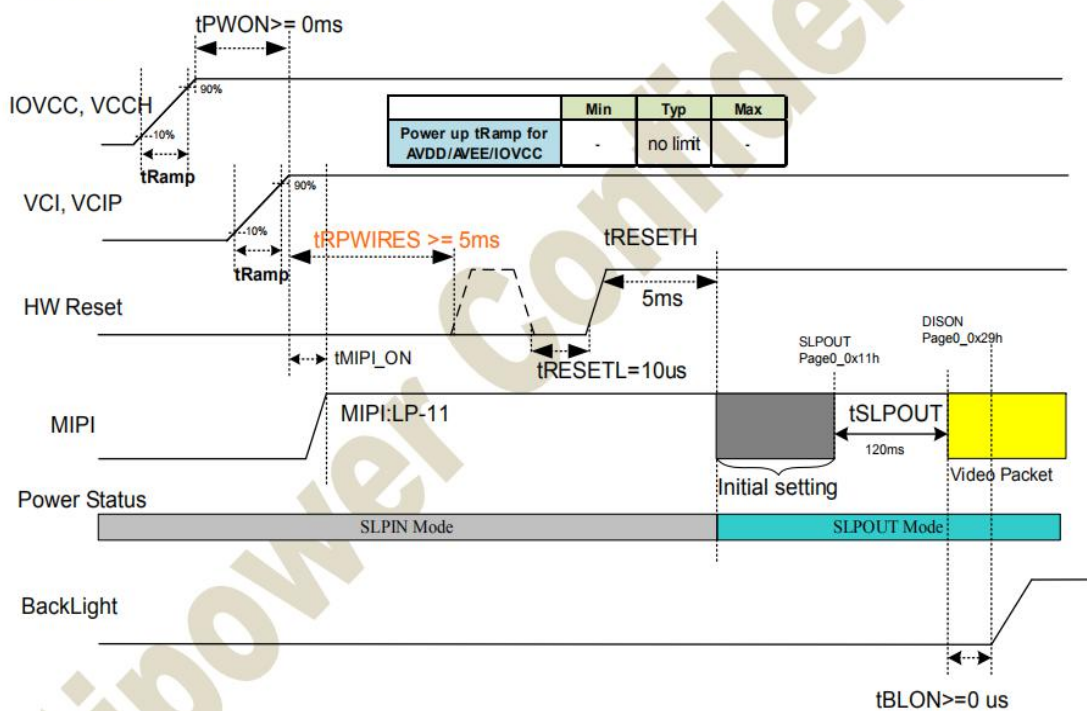 tPWON>= 0ms
IOVCC, VCCH
90%
10%
tRamp
Min Typ Max
Power up tRamp for AVDD/AVEE/IOVCC - no limit -
VCI, VCIP
90%
10%
tRamp
tRPWIRES >= 5ms
tRESETH
5ms
HW Reset
tMIPI_ON
tRESETL=10us
SLPOUT
Page0_0x11h
DISON
Page0_0x29h
MIPI
MIPI:LP-11
tSLPOUT
120ms
Initial setting
Video Packet
Power Status
SLPIN Mode
SLPOUT Mode
BackLight
tBLON>=0 us